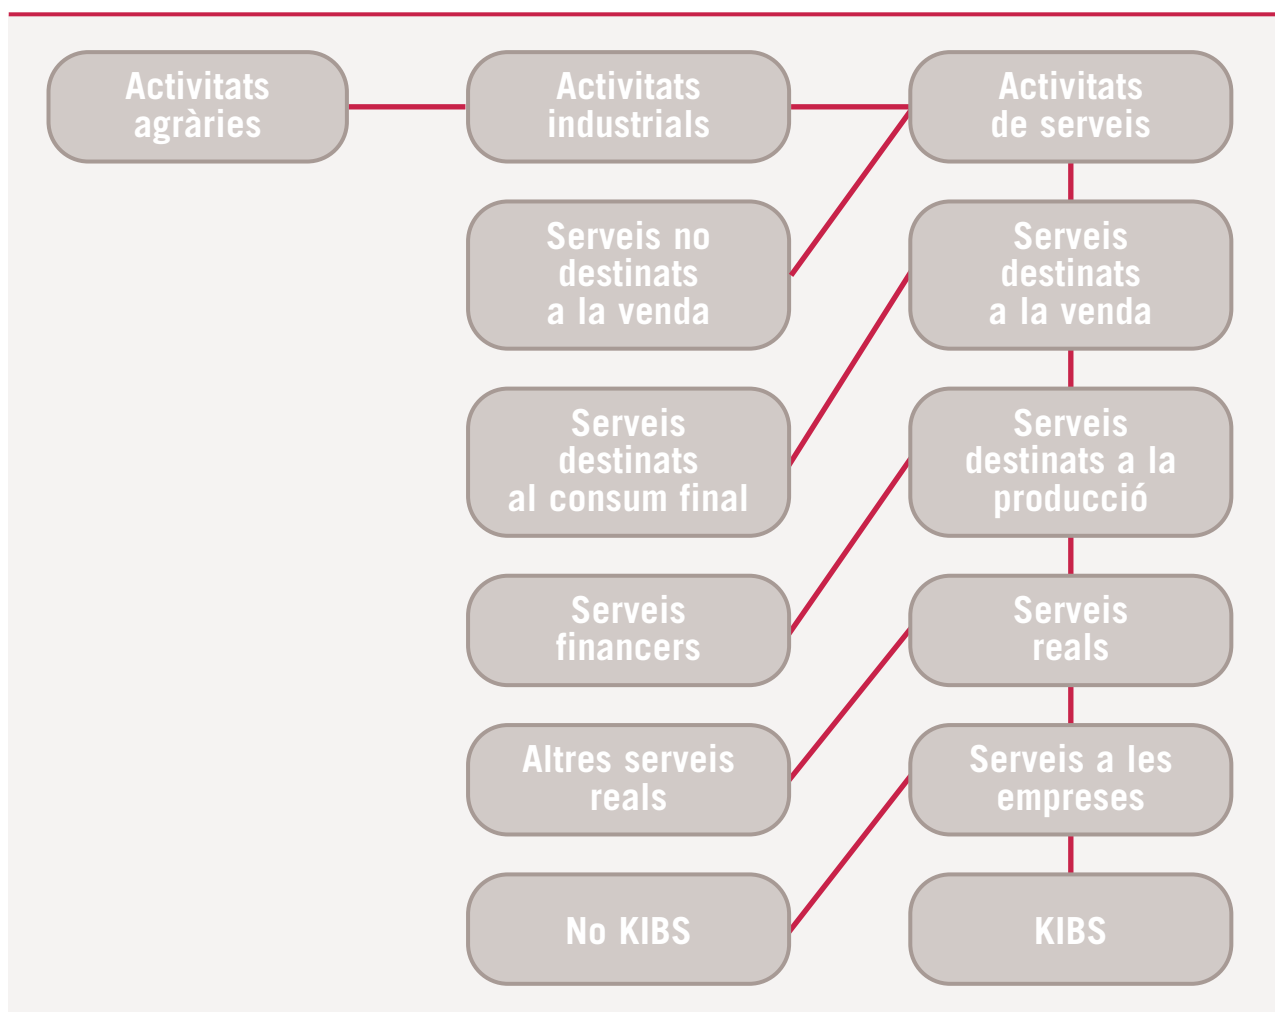 Activitats
agràries
Activitats
industrials
Activitats
de serveis
Serveis no
destinats
a la venda
Serveis
destinats
a la venda
Serveis
destinats
al consum final
Serveis
destinats a la
producció
Serveis
financers
Serveis
reals
Altres serveis
reals
Serveis a les
empreses
No KIBS
KIBS